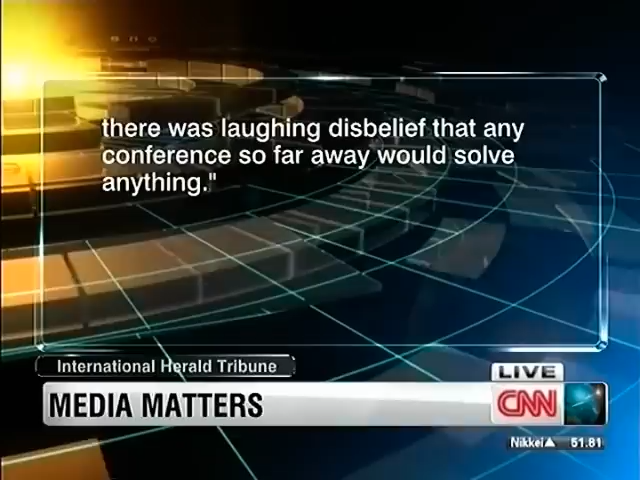 there was laughing disbelief that any
conference so far away would solve
anything."
International Herald Tribune
LIVE
MEDIA MATTERS
CNN
Nikkei▲ 51.81